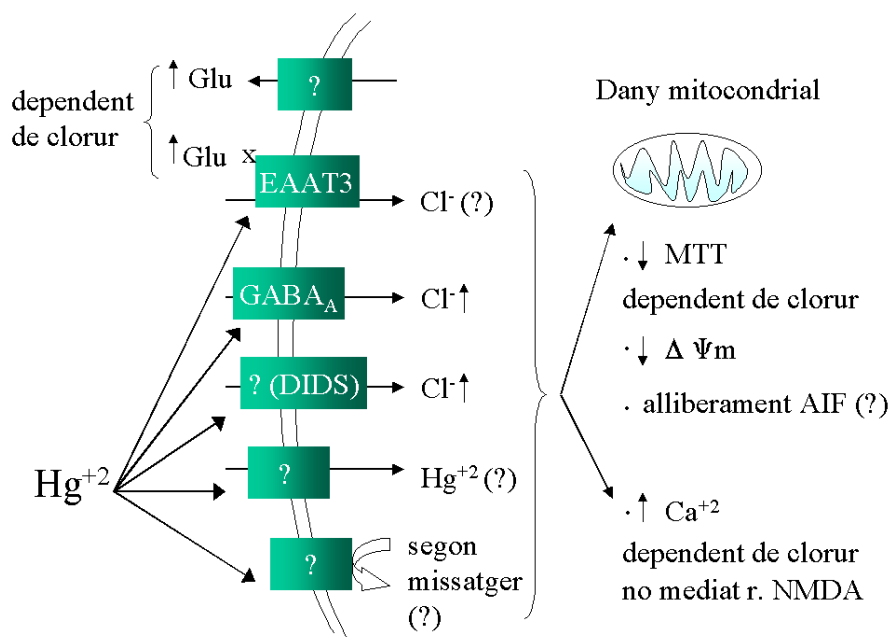 ↑ Glu
?
dependent
de clorur
↑Glu x
EAAT3
Cl- (?)
GABAA
Cl-↑
? (DIDS)
Cl-↑
Hg+2
?
Hg+2 (?)
?
segon
missatger
(?)
Dany mitocondrial
· ↓ MTT
dependent de clorur
· ↓ Δ Ψm
· alliberament AIF (?)
· ↑ Ca+2
dependent de clorur
no mediat r. NMDA